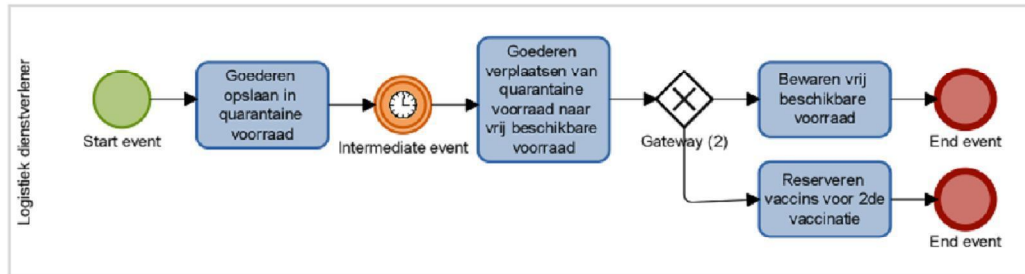 Logistiek dienstverlener
Start event
Goederen
opslaan in
quarantaine
voorraad
Intermediate event
Goederen
verplaatsen van
quarantaine
voorraad naar
vrij beschikbare
voorraad
Gateway (2)
Bewaren vrij
beschikbare
voorraad
End event
Reserveren
vaccins voor 2de
vaccinatie
End event